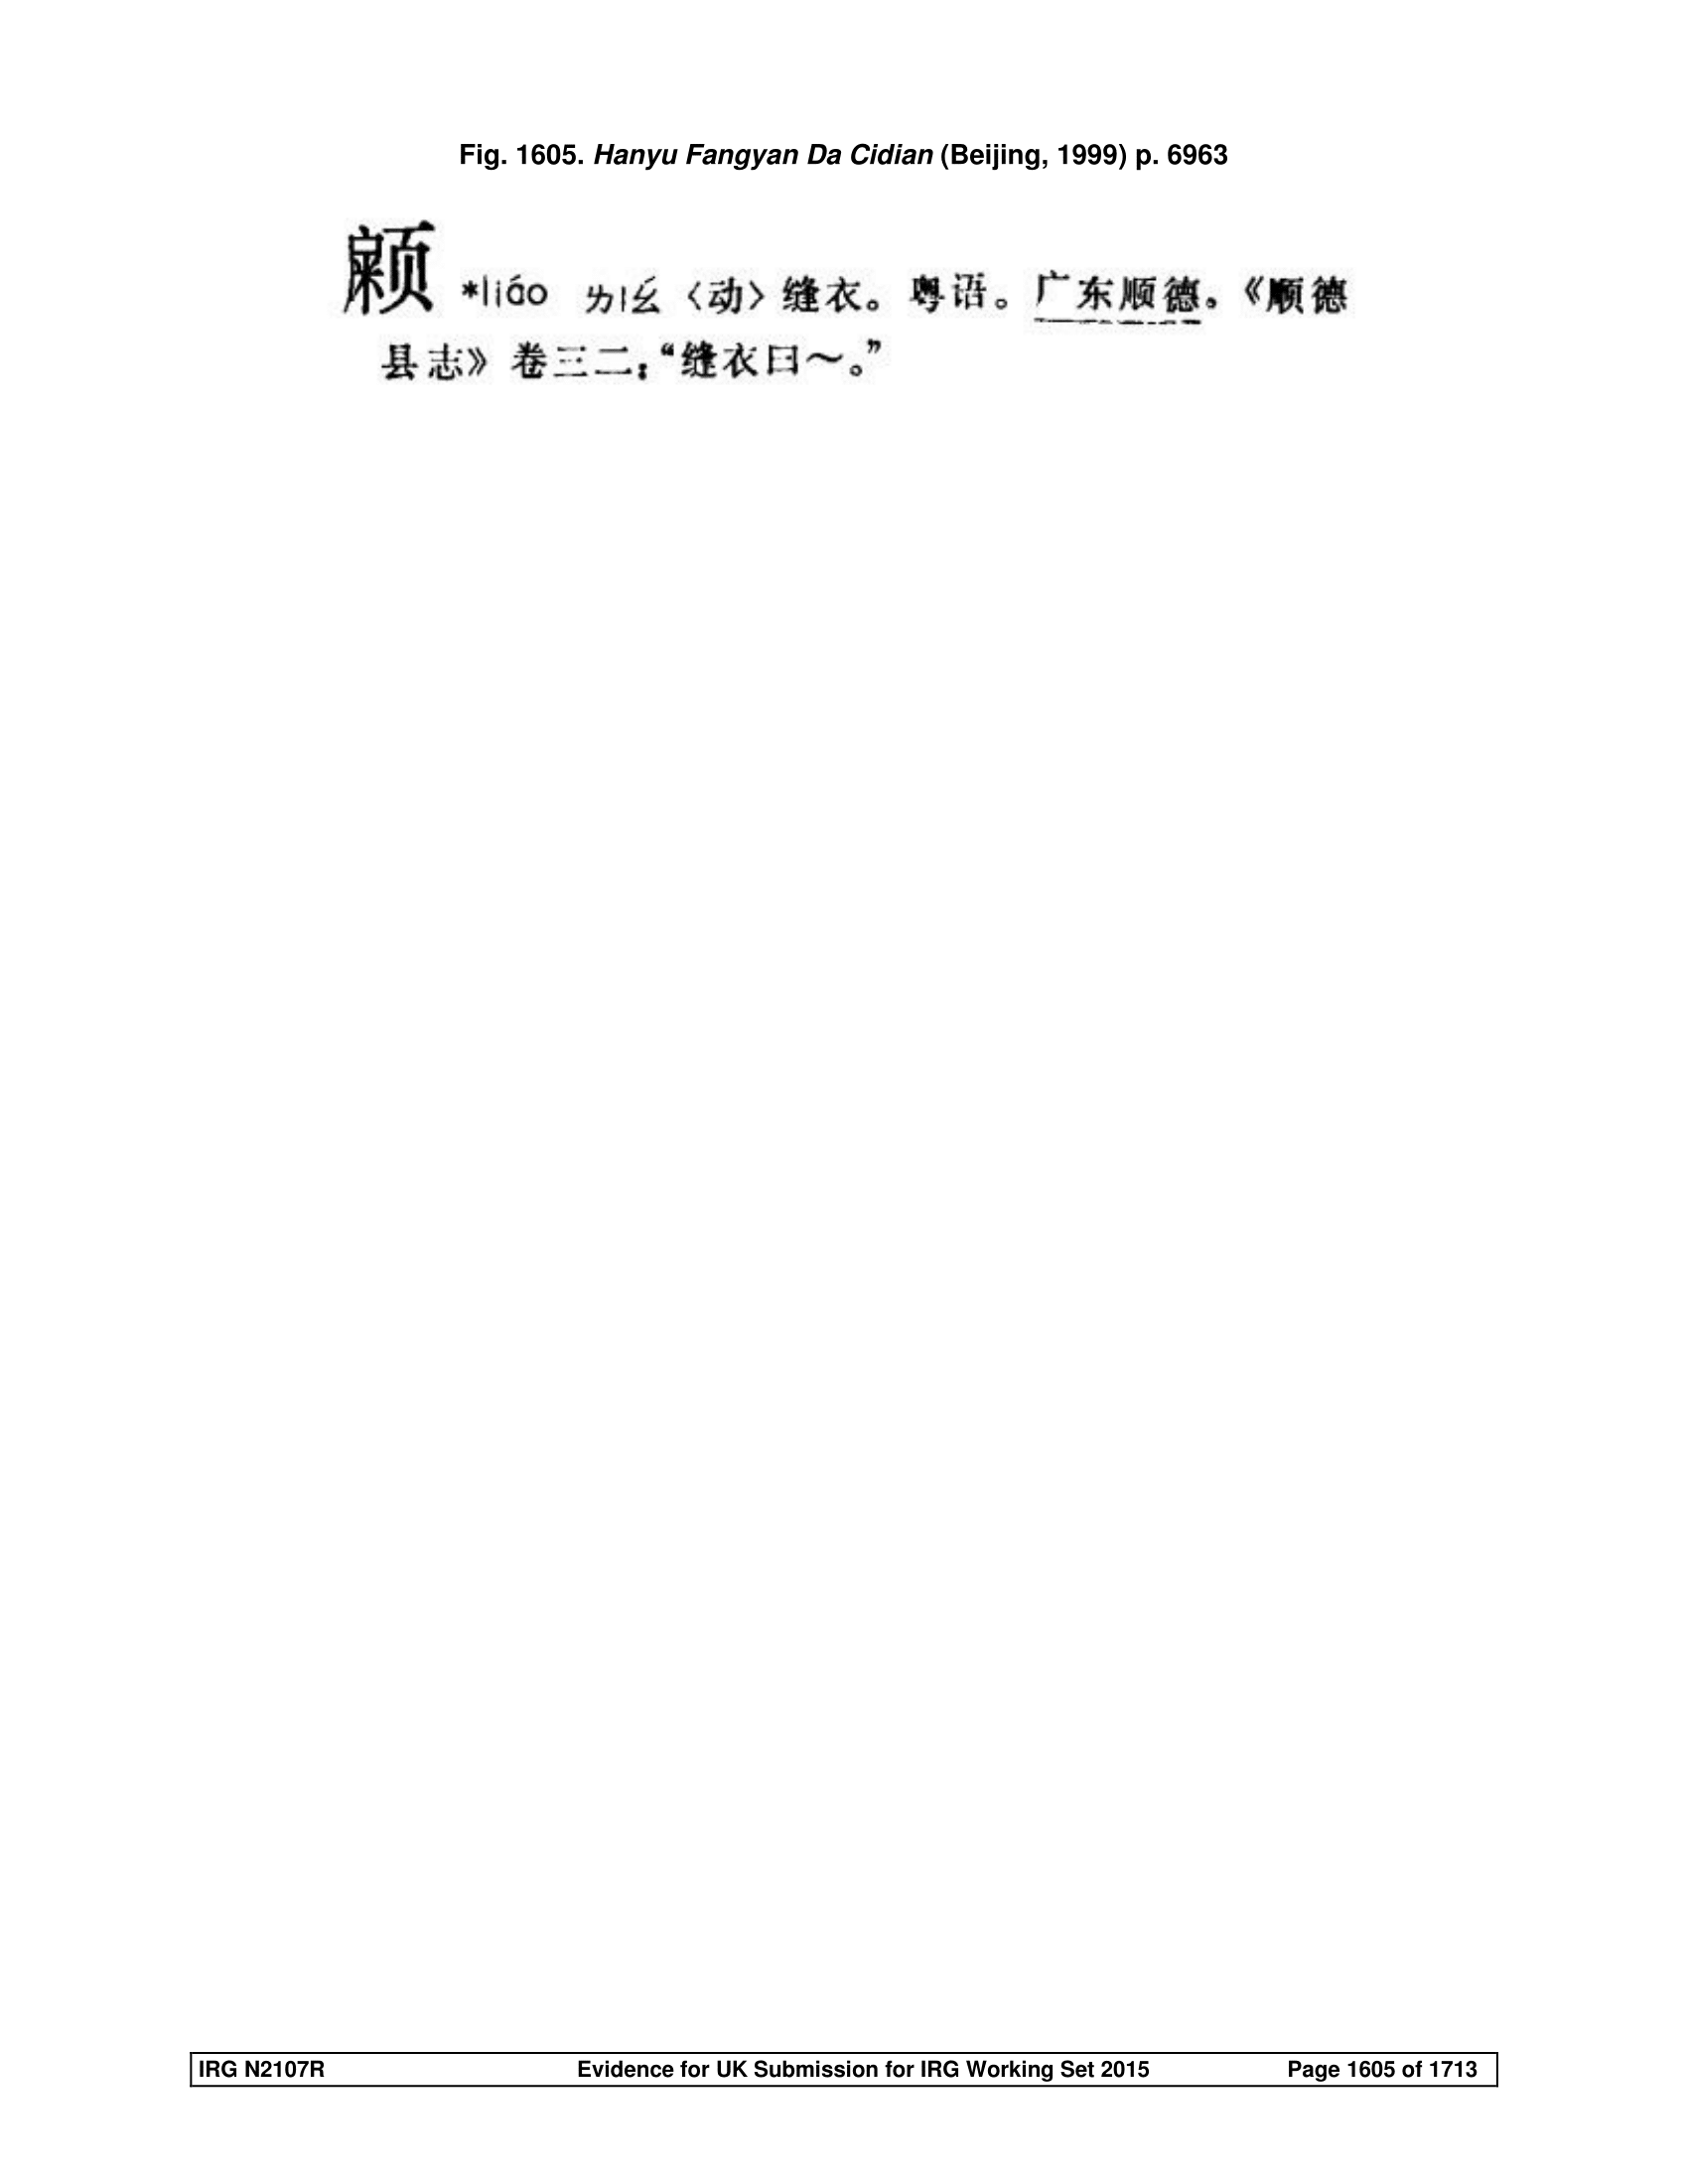 Fig. 1605. Hanyu Fangyan Da Cidian (Beijing, 1999) p. 6963
*liáo ㄌㄧㄠˊ 〈动〉缝衣。粤语。广东顺德。《顺德
县志》卷三二：“缝衣曰～。”
IRG N2107R Evidence for UK Submission for IRG Working Set 2015 Page 1605 of 1713